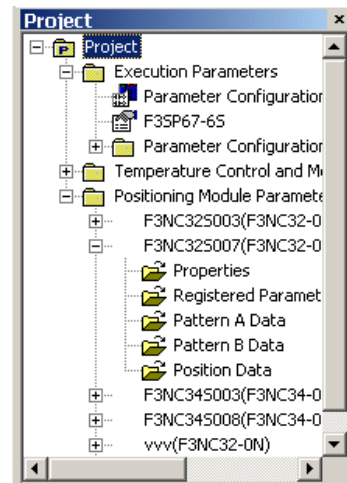 Project
Project
Execution Parameters
Parameter Configuration
F3SP67-6S
Parameter Configuration
Temperature Control and M
Positioning Module Paramete
F3NC32S003(F3NC32-0
F3NC32S007(F3NC32-0
Properties
Registered Paramet
Pattern A Data
Pattern B Data
Position Data
F3NC34S003(F3NC34-0
F3NC34S008(F3NC34-0
vvv(F3NC32-0N)